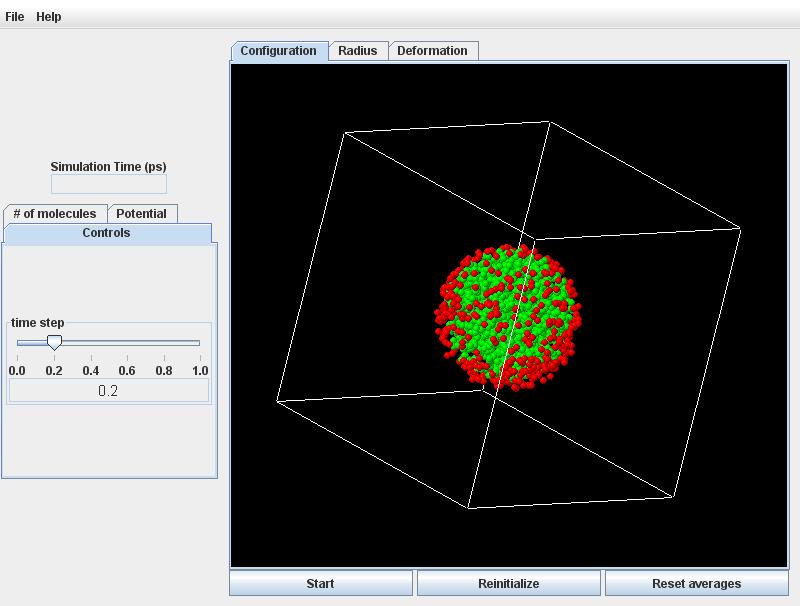 File Help
Configuration Radius Deformation
Simulation Time (ps)
# of molecules Potential
Controls
time step
0.0 0.2 0.4 0.6 0.8 1.0
0.2
Start Reinitialize Reset averages